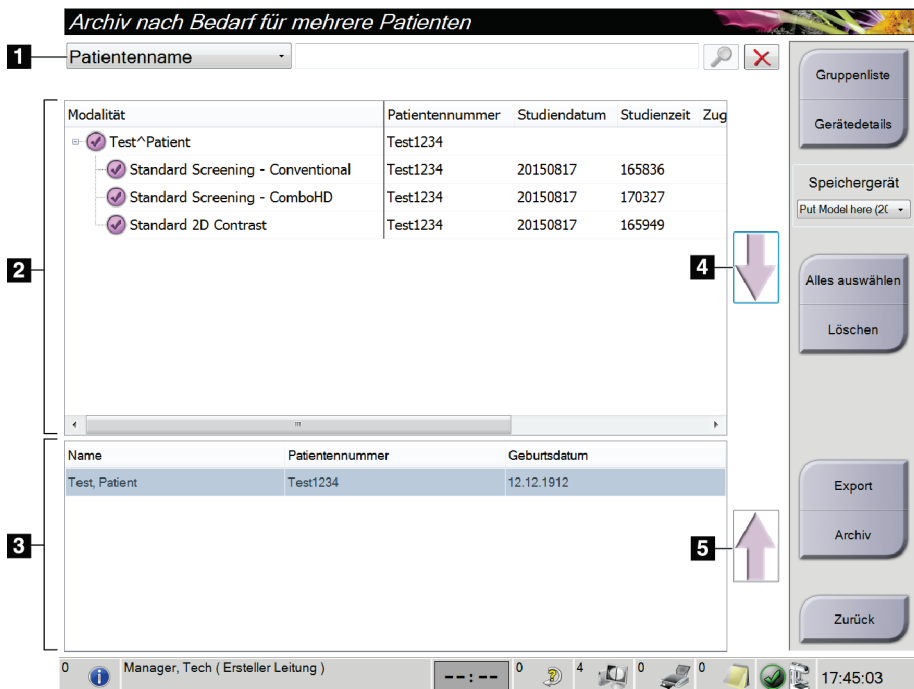 Archiv nach Bedarf für mehrere Patienten
1
Patientenname
Gruppenliste
Gerätedetails
Speichergerät
Put Model here (2(
Alles auswählen
Löschen
2
Modalität Patientennummer Studiendatum Studienzeit Zug
Test^Patient Test1234
Standard Screening - Conventional Test1234 20150817 165836
Standard Screening - ComboHD Test1234 20150817 170327
Standard 2D Contrast Test1234 20150817 165949
4
3
Name Patientennummer Geburtsdatum
Test, Patient Test1234 12.12.1912
5
Export
Archiv
Zurück
0 Manager, Tech ( Ersteller Leitung ) --:-- 0 4 0 0 17:45:03